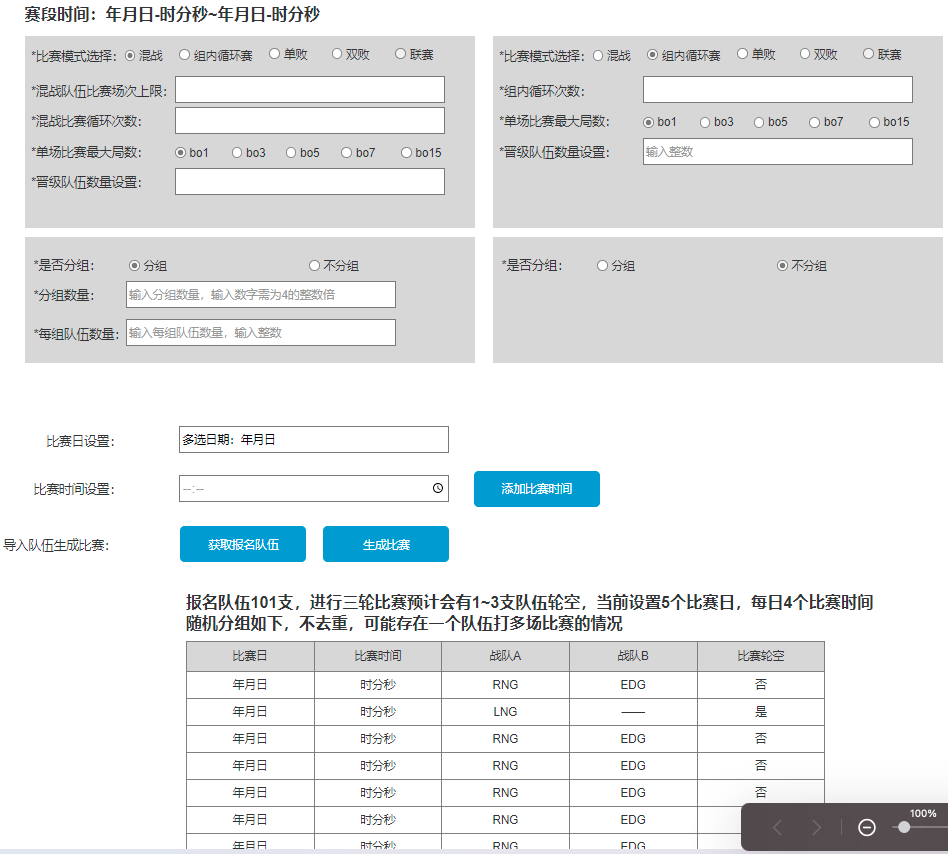 赛段时间：年月日-时分秒~年月日-时分秒
*比赛模式选择： 混战 组内循环赛 单败 双败 联赛
*混战队伍比赛场次上限：
*混战比赛循环次数：
*单场比赛最大局数： bo1 bo3 bo5 bo7 bo15
*晋级队伍数量设置：
*比赛模式选择： 混战 组内循环赛 单败 双败 联赛
*组内循环次数：
*单场比赛最大局数： bo1 bo3 bo5 bo7 bo15
*晋级队伍数量设置： 输入整数
*是否分组： 分组 不分组
*分组数量： 输入分组数量，输入数字需为4的整数倍
*每组队伍数量： 输入每组队伍数量，输入整数
*是否分组： 分组 不分组
比赛日设置： 多选日期：年月日
比赛时间设置： --:-- 添加比赛时间
导入队伍生成比赛： 获取报名队伍 生成比赛
报名队伍101支，进行三轮比赛预计会有1~3支队伍轮空，当前设置5个比赛日，每日4个比赛时间
随机分组如下，不去重，可能存在一个队伍打多场比赛的情况
比赛日 比赛时间 战队A 战队B 比赛轮空
年月日 时分秒 RNG EDG 否
年月日 时分秒 LNG —— 是
年月日 时分秒 RNG EDG 否
年月日 时分秒 RNG EDG 否
年月日 时分秒 RNG EDG 否
年月日 时分秒 RNG EDG
年月日 时分秒 RNG EDG
100%